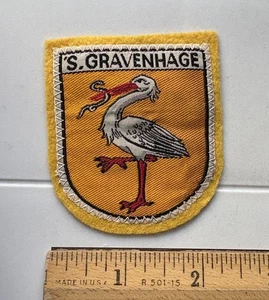 'S. GRAVENHAGE
MADE IN U.S.A. 1 R. 501-15 2